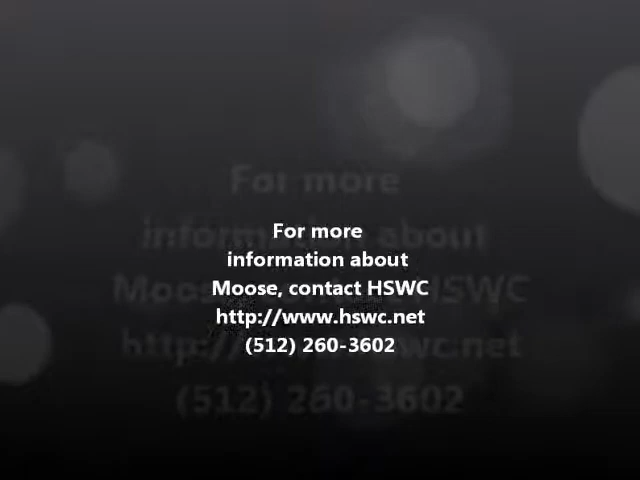 For more
information about
Moose, contact HSWC
http://www.hswc.net
(512) 260-3602